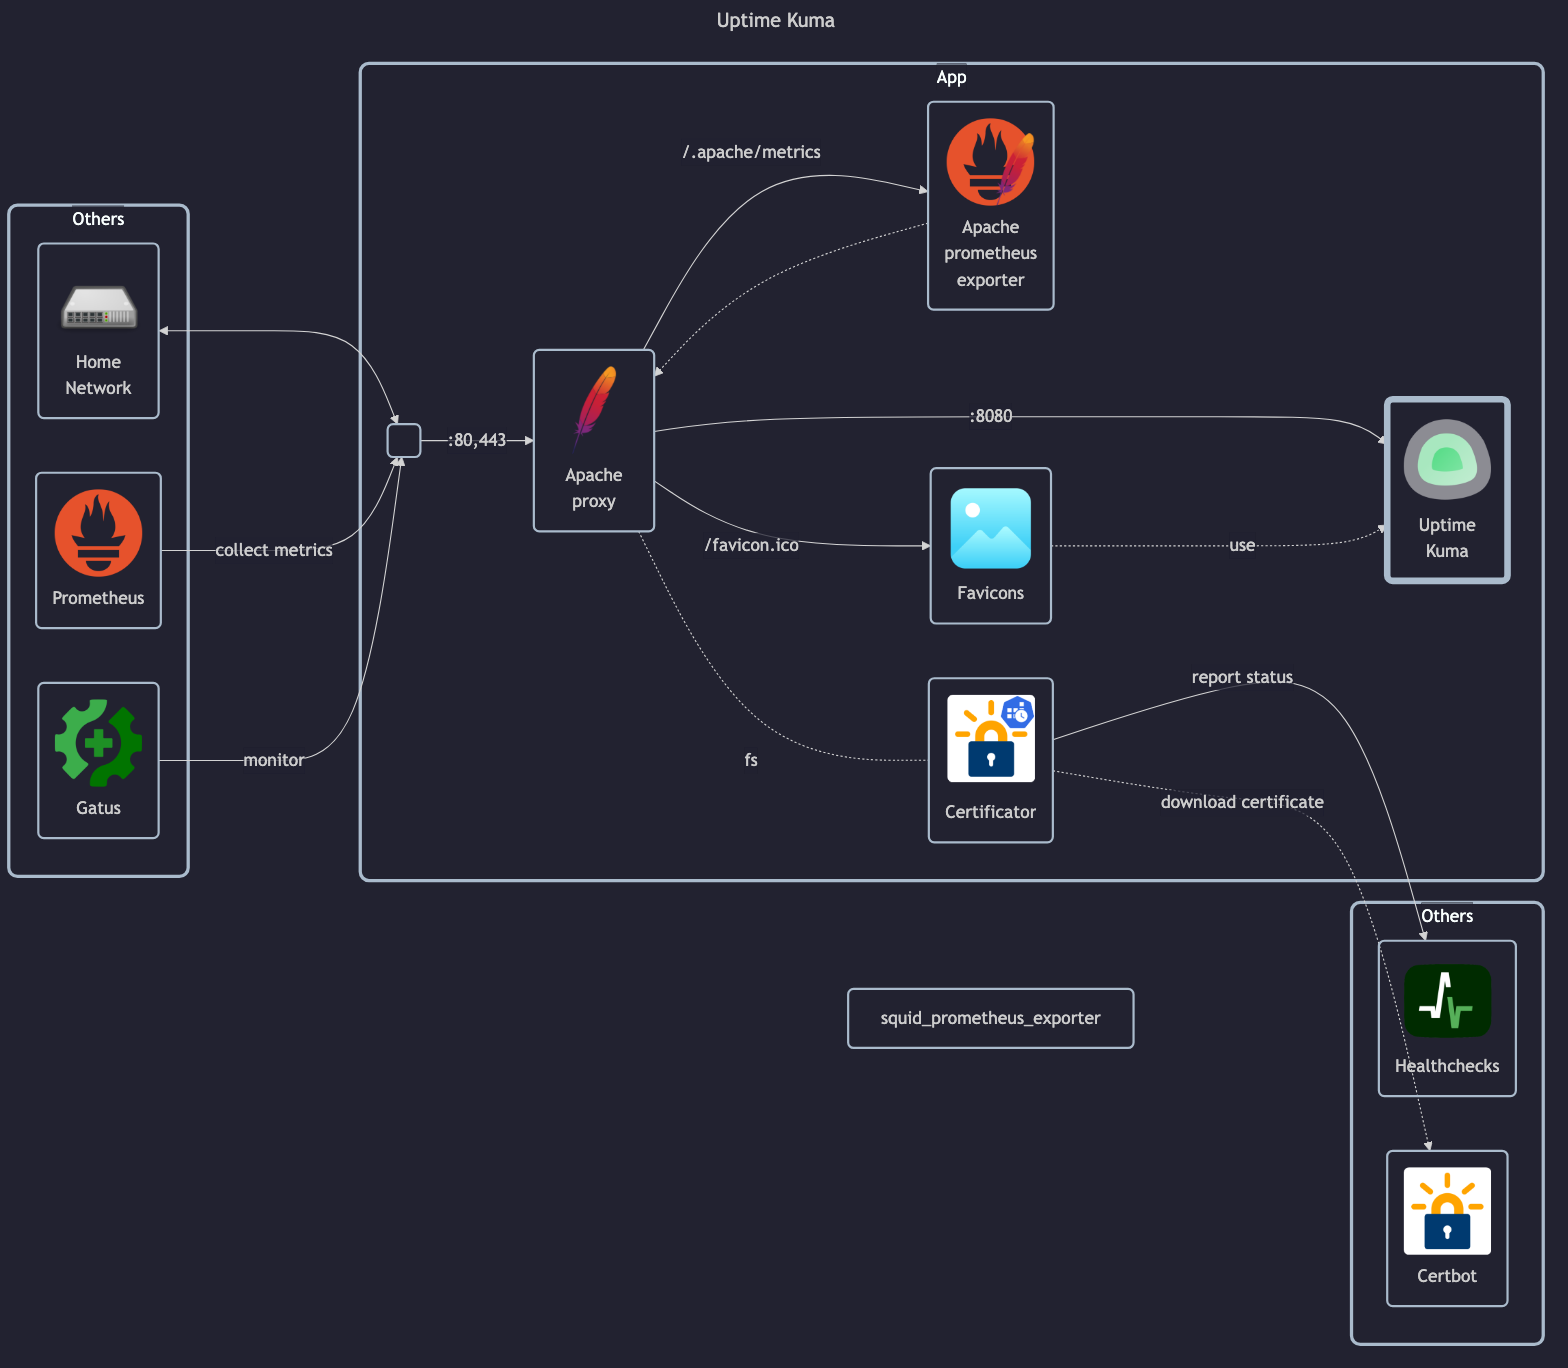 Uptime Kuma
App
/.apache/metrics
Apache
prometheus
exporter
Others
Home
Network
:80,443
Apache
proxy
:8080
Uptime
Kuma
Prometheus
collect metrics
/favicon.ico
Favicons
use
Gatus
monitor
fs
Certificator
report status
download certificate
Others
Healthchecks
squid_prometheus_exporter
Certbot